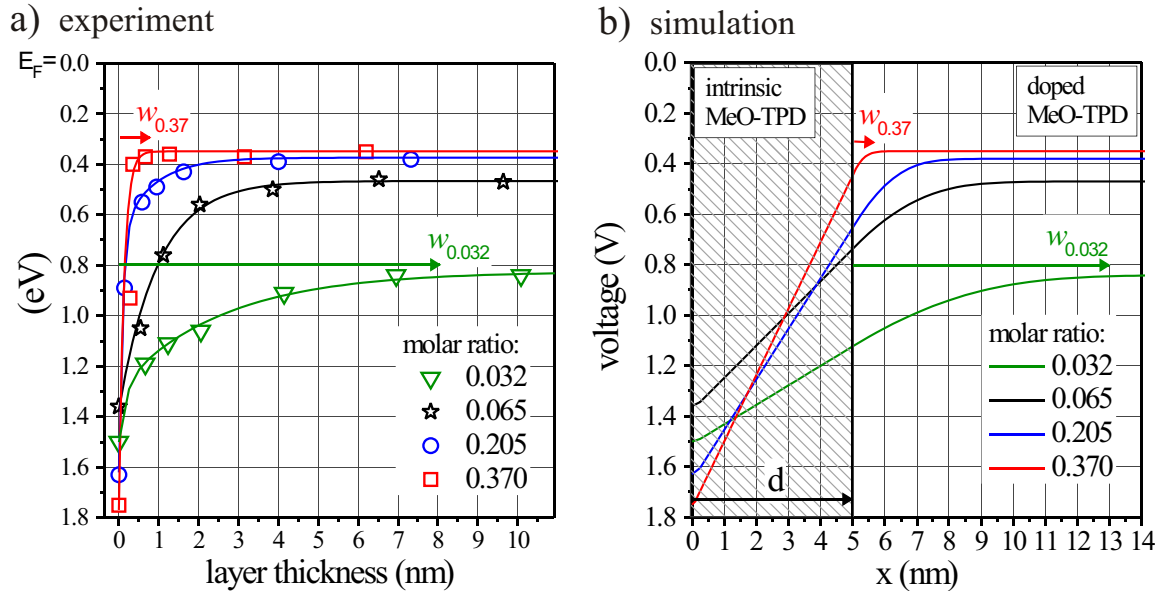 a) experiment
E_F=
0.0
0.2
0.4
0.6
0.8
1.0
1.2
1.4
1.6
1.8
(eV)
w_0.37
w_0.032
molar ratio:
0.032
0.065
0.205
0.370
0 1 2 3 4 5 6 7 8 9 10
layer thickness (nm)
b) simulation
0.0
0.2
0.4
0.6
0.8
1.0
1.2
1.4
1.6
1.8
voltage (V)
intrinsic
MeO-TPD
doped
MeO-TPD
w_0.37
w_0.032
molar ratio:
0.032
0.065
0.205
0.370
d
0 1 2 3 4 5 6 7 8 9 10 11 12 13 14
x (nm)